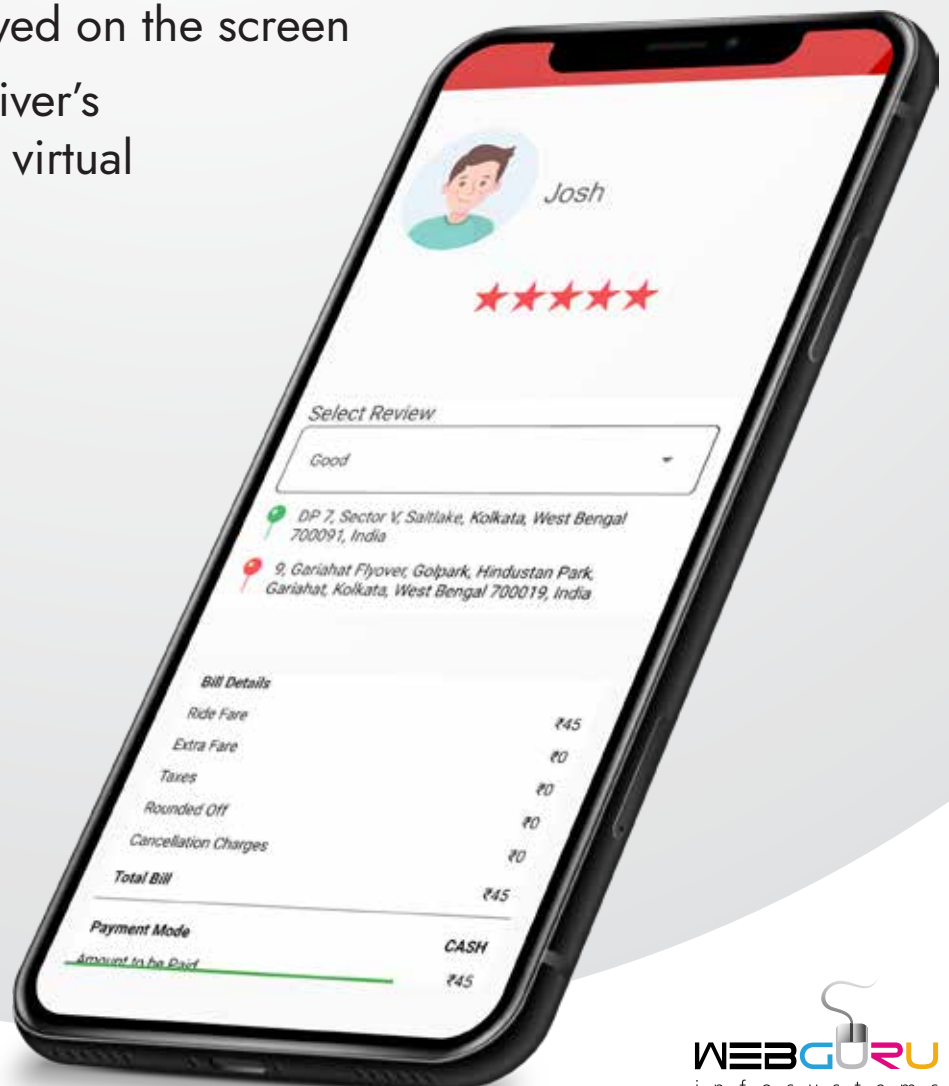 yed on the screen
iver's
virtual
Josh
Select Review
Good
DP 7, Sector V, Saltlake, Kolkata, West Bengal
700091, India
9, Gariahat Flyover, Golpark, Hindustan Park,
Gariahat, Kolkata, West Bengal 700019, India
Bill Details
Ride Fare ₹45
Extra Fare ₹0
Taxes ₹0
Rounded Off ₹0
Cancellation Charges ₹0
Total Bill ₹45
Payment Mode CASH
Amount to be Paid ₹45
WEBGURU
infosystems